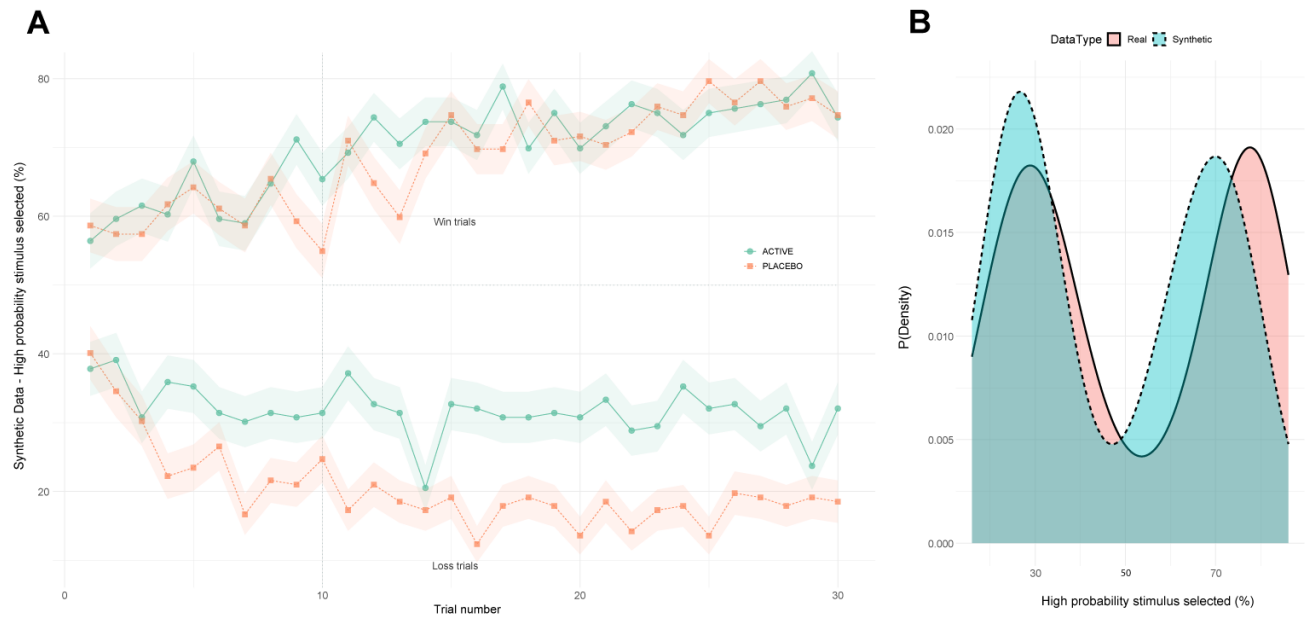 A
Synthetic Data - High probability stimulus selected (%)
80
60
40
20
Win trials
ACTIVE
PLACEBO
Loss trials
0
10
20
30
Trial number
B
DataType Real Synthetic
P(Density)
0.020
0.015
0.010
0.005
0.000
30
50
70
High probability stimulus selected (%)